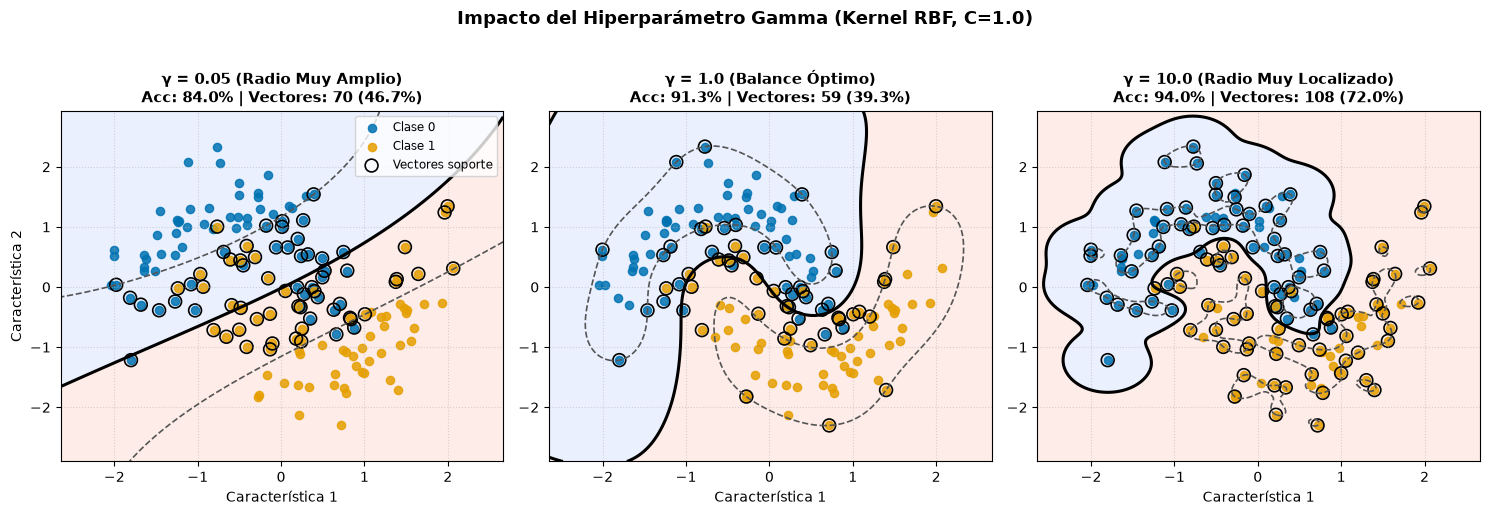 Impacto del Hiperparámetro Gamma (Kernel RBF, C=1.0)
γ = 0.05 (Radio Muy Amplio)
Acc: 84.0% | Vectores: 70 (46.7%)
Clase 0
Clase 1
Vectores soporte
2
1
0
−1
−2
Característica 2
−2
−1
0
1
2
Característica 1
γ = 1.0 (Balance Óptimo)
Acc: 91.3% | Vectores: 59 (39.3%)
2
1
0
−1
−2
−2
−1
0
1
2
Característica 1
γ = 10.0 (Radio Muy Localizado)
Acc: 94.0% | Vectores: 108 (72.0%)
2
1
0
−1
−2
−2
−1
0
1
2
Característica 1